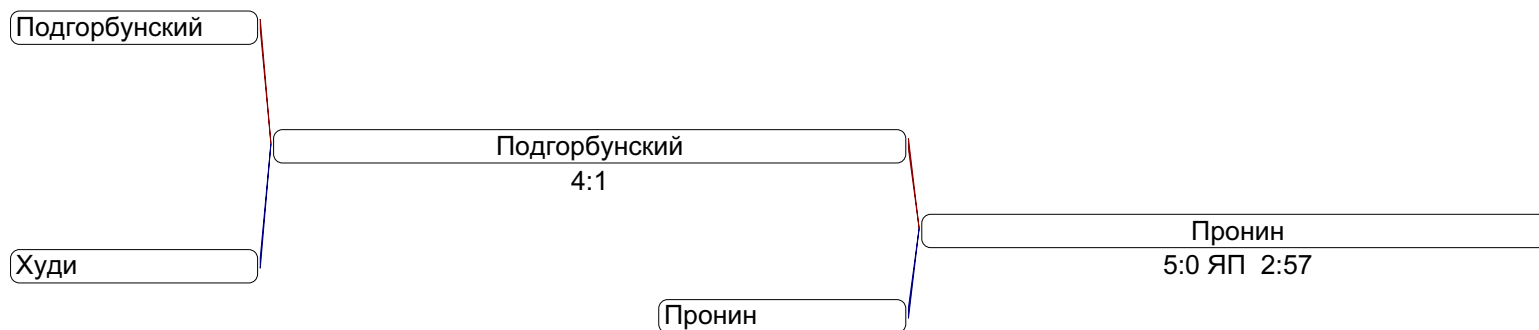 Подгорбунский
Подгорбунский
4:1
Пронин
Худи
5:0 ЯП  2:57
Пронин